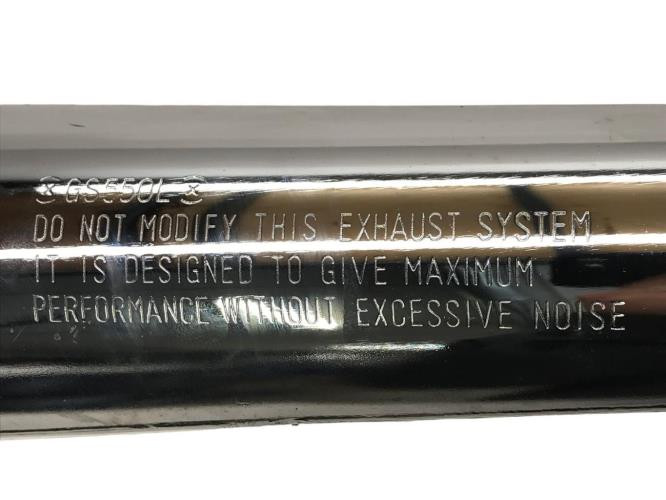 GS550L
DO NOT MODIFY THIS EXHAUST SYSTEM
IT IS DESIGNED TO GIVE MAXIMUM
PERFORMANCE WITHOUT EXCESSIVE NOISE